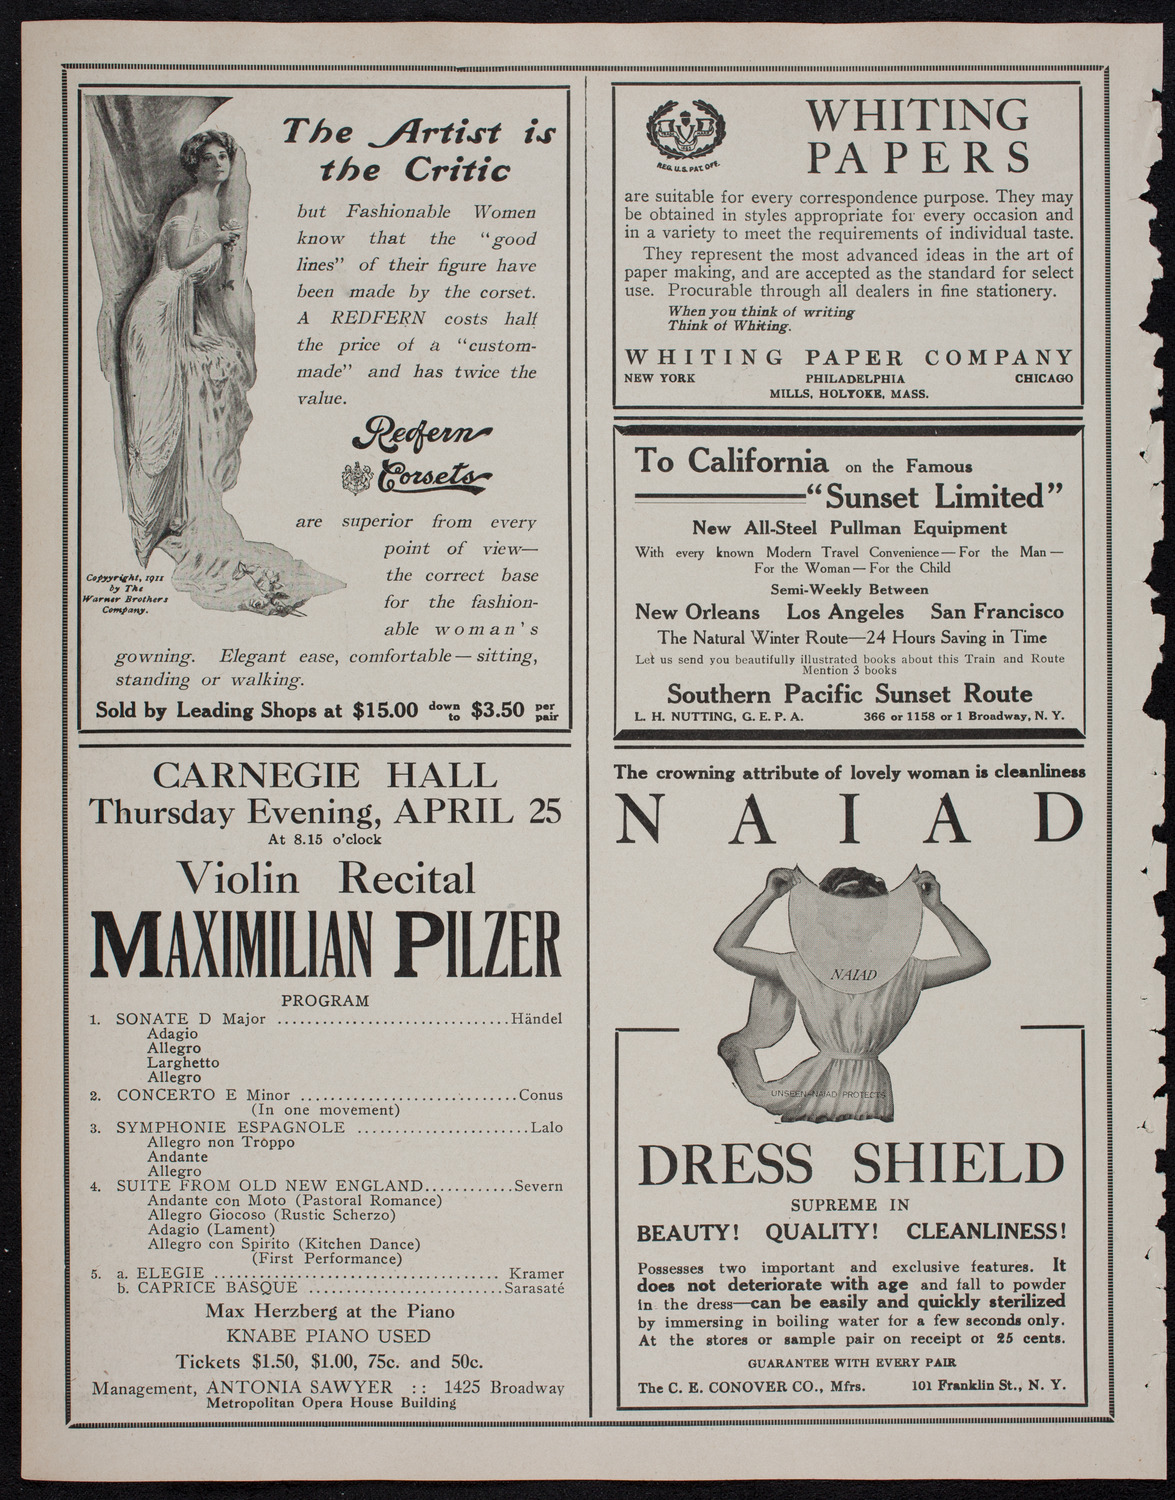 The Artist is
the Critic
but Fashionable Women
know that the "good
lines" of their figure have
been made by the corset.
A REDFERN costs half
the price of a "custom-
made" and has twice the
value.
Redfern
Corsets
are superior from every
point of view—
the correct base
for the fashion-
able woman's
gowning. Elegant ease, comfortable—sitting,
standing or walking.
Copyright, 1911
by The
Warner Brothers
Company.
Sold by Leading Shops at $15.00 down to $3.50 per pair
CARNEGIE HALL
Thursday Evening, APRIL 25
At 8.15 o'clock
Violin Recital
MAXIMILIAN PILZER
PROGRAM
1. SONATE D Major ..............................Händel
Adagio
Allegro
Larghetto
Allegro
2. CONCERTO E Minor ............................Conus
(In one movement)
3. SYMPHONIE ESPAGNOLE ......................Lalo
Allegro non Troppo
Andante
Allegro
4. SUITE FROM OLD NEW ENGLAND............Severn
Andante con Moto (Pastoral Romance)
Allegro Giocoso (Rustic Scherzo)
Adagio (Lament)
Allegro con Spirito (Kitchen Dance)
(First Performance)
5. a. ELEGIE ...................................... Kramer
b. CAPRICE BASQUE ..........................Sarasaté
Max Herzberg at the Piano
KNABE PIANO USED
Tickets $1.50, $1.00, 75c. and 50c.
Management, ANTONIA SAWYER :: 1425 Broadway
Metropolitan Opera House Building
REG. U.S. PAT. OFF.
WHITING
PAPERS
are suitable for every correspondence purpose. They may
be obtained in styles appropriate for every occasion and
in a variety to meet the requirements of individual taste.
They represent the most advanced ideas in the art of
paper making, and are accepted as the standard for select
use. Procurable through all dealers in fine stationery.
When you think of writing
Think of Whiting.
WHITING PAPER COMPANY
NEW YORK PHILADELPHIA CHICAGO
MILLS, HOLYOKE, MASS.
To California on the Famous
"Sunset Limited"
New All-Steel Pullman Equipment
With every known Modern Travel Convenience—For the Man—
For the Woman—For the Child
Semi-Weekly Between
New Orleans Los Angeles San Francisco
The Natural Winter Route—24 Hours Saving in Time
Let us send you beautifully illustrated books about this Train and Route
Mention 3 books
Southern Pacific Sunset Route
L. H. NUTTING, G. E. P. A. 366 or 1158 or 1 Broadway, N. Y.
The crowning attribute of lovely woman is cleanliness
NAIAD
NAIAD
UNSEEN-NAIAD PROTECTS
DRESS SHIELD
SUPREME IN
BEAUTY! QUALITY! CLEANLINESS!
Possesses two important and exclusive features. It
does not deteriorate with age and fall to powder
in the dress—can be easily and quickly sterilized
by immersing in boiling water for a few seconds only.
At the stores or sample pair on receipt of 25 cents.
GUARANTEE WITH EVERY PAIR
The C. E. CONOVER CO., Mfrs. 101 Franklin St., N. Y.